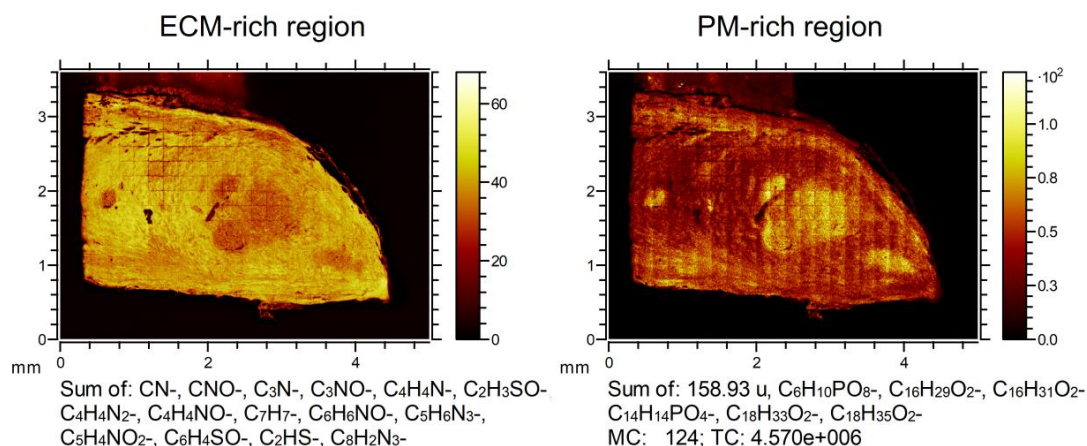 ECM-rich region
PM-rich region
3
2
1
0
mm
0
2
4
60
40
20
0
3
2
1
0
mm
0
2
4
·10²
1.0
0.8
0.5
0.3
0.0
Sum of: CN-, CNO-, C₃N-, C₃NO-, C₄H₄N-, C₂H₃SO-
C₄H₄N₂-, C₄H₄NO-, C₇H₇-, C₆H₆NO-, C₅H₆N₃-,
C₅H₄NO₂-, C₆H₄SO-, C₂HS-, C₈H₂N₃-
Sum of: 158.93 u, C₆H₁₀PO₈-, C₁₆H₂₉O₂-, C₁₆H₃₁O₂-
C₁₄H₁₄PO₄-, C₁₈H₃₃O₂-, C₁₈H₃₅O₂-
MC: 124; TC: 4.570e+006